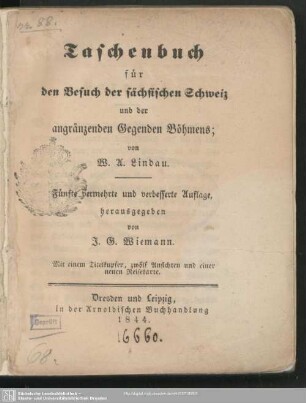 Taschenbuch
für
den Besuch der sächsischen Schweiz
und der
angränzenden Gegenden Böhmens;
von
W. A. Lindau.
Fünfte vermehrte und verbesserte Auflage,
herausgegeben
von
J. G. Wiemann.
Mit einem Titelkupfer, zwölf Ansichten und einer
neuen Reisekarte.
Dresden und Leipzig,
in der Arnoldischen Buchhandlung
1844.
6660.
68.